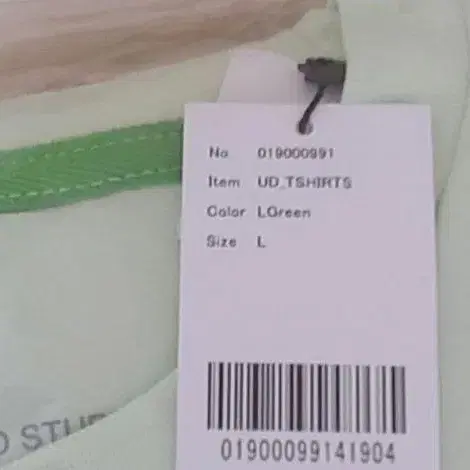 No 019000991
Item UD_TSHIRTS
Color LGreen
Size L
01900099141904